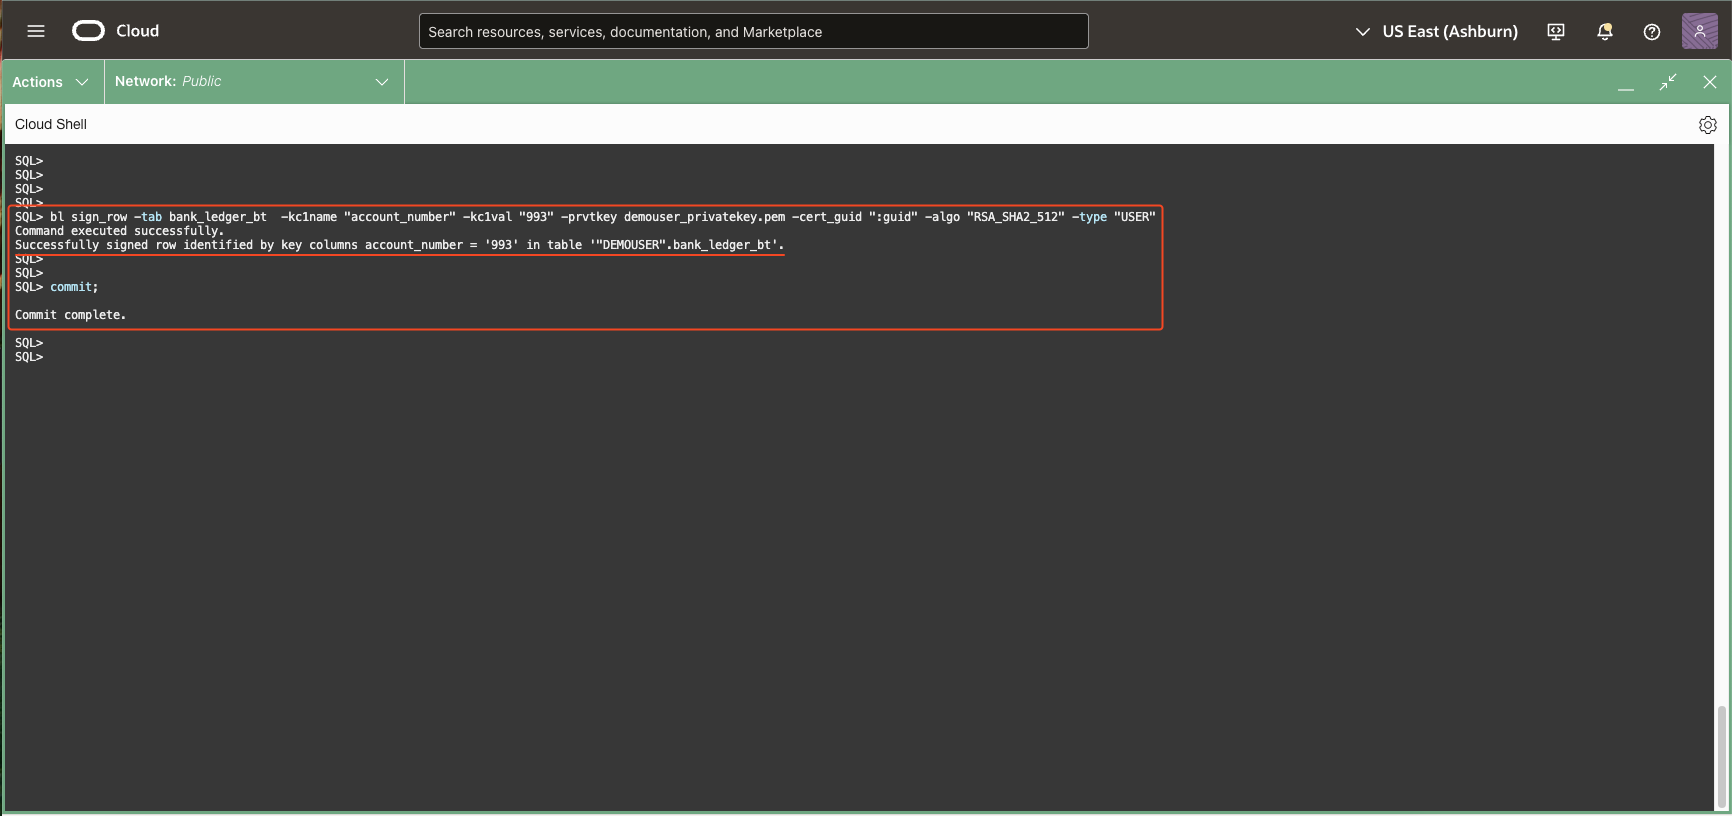 Cloud
Search resources, services, documentation, and Marketplace
US East (Ashburn)
Actions
Network: Public
Cloud Shell
SQL>
SQL>
SQL>
SQL>
SQL> bl sign_row -tab bank_ledger_bt  -kc1name "account_number" -kc1val "993" -prvtkey demouser_privatekey.pem -cert_guid ":guid" -algo "RSA_SHA2_512" -type "USER"
Command executed successfully.
Successfully signed row identified by key columns account_number = '993' in table '"DEMOUSER".bank_ledger_bt'.
SQL>
SQL>
SQL> commit;
Commit complete.
SQL>
SQL>